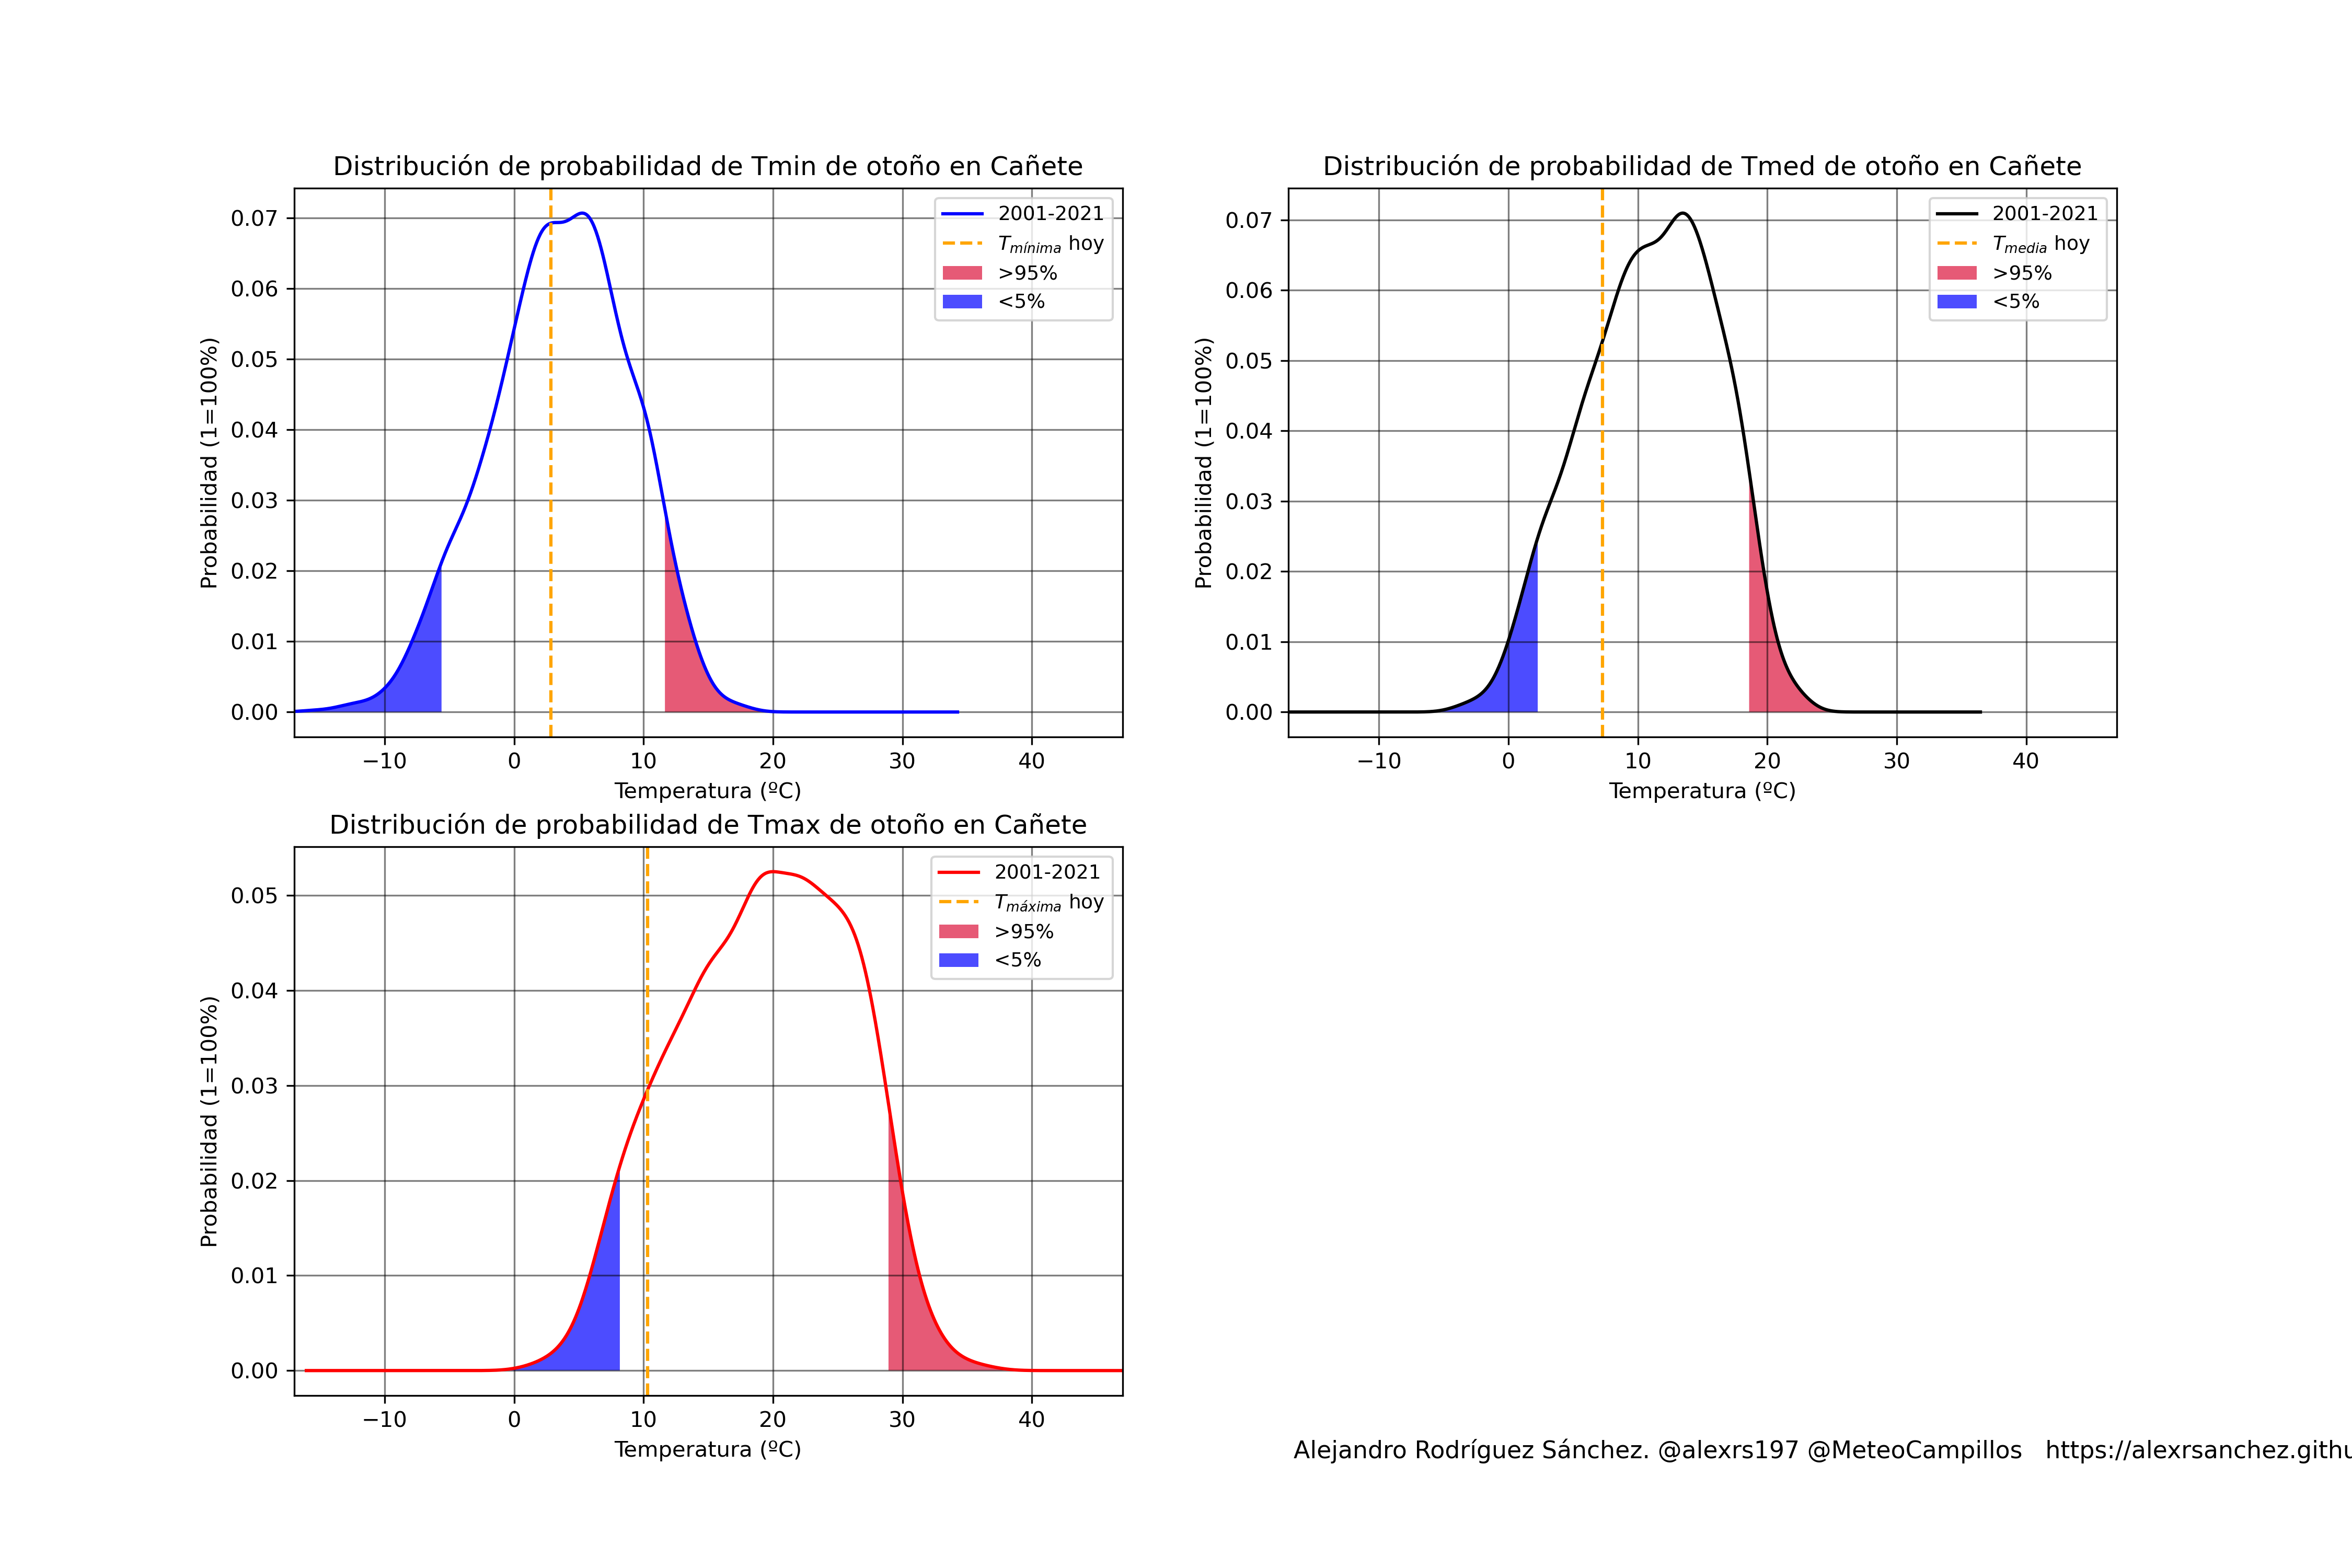 Distribución de probabilidad de Tmin de otoño en Cañete
Probabilidad (1=100%)
0.07
0.06
0.05
0.04
0.03
0.02
0.01
0.00
2001-2021
Tmínima hoy
>95%
<5%
−10 0 10 20 30 40
Temperatura (ºC)
Distribución de probabilidad de Tmed de otoño en Cañete
Probabilidad (1=100%)
0.07
0.06
0.05
0.04
0.03
0.02
0.01
0.00
2001-2021
Tmedia hoy
>95%
<5%
−10 0 10 20 30 40
Temperatura (ºC)
Distribución de probabilidad de Tmax de otoño en Cañete
Probabilidad (1=100%)
0.05
0.04
0.03
0.02
0.01
0.00
2001-2021
Tmáxima hoy
>95%
<5%
−10 0 10 20 30 40
Temperatura (ºC)
Alejandro Rodríguez Sánchez. @alexrs197 @MeteoCampillos https://alexrsanchez.githu